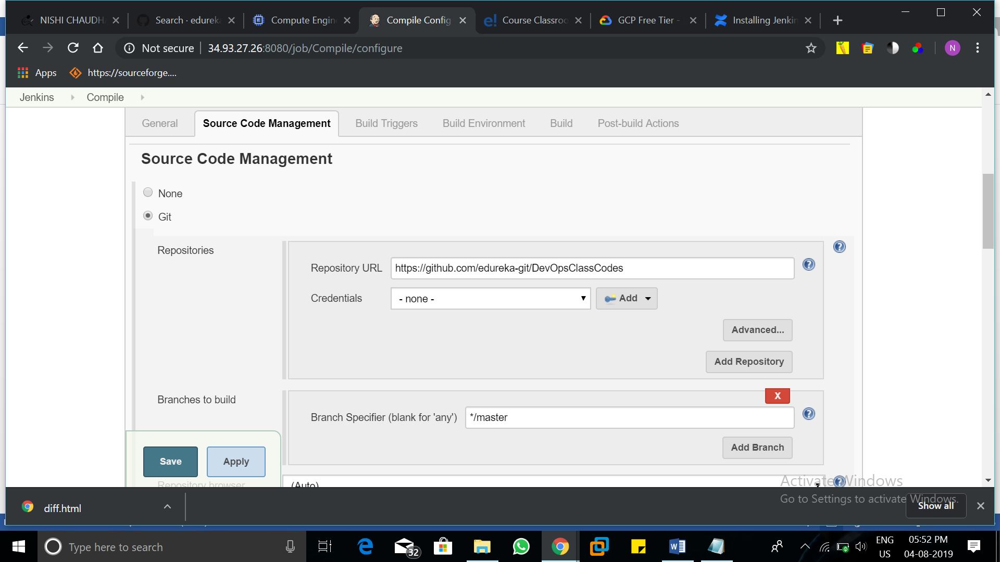 NISHI CHAUDH
Search · edurek
Compute Engin
Compile Config
Course Classroo
GCP Free Tier -
Installing Jenkin
Not secure
34.93.27.26:8080/job/Compile/configure
N
Apps
https://sourceforge....
Jenkins
Compile
General
Source Code Management
Build Triggers
Build Environment
Build
Post-build Actions
Source Code Management
None
Git
Repositories
Repository URL
https://github.com/edureka-git/DevOpsClassCodes
Credentials
- none -
Add
Advanced...
Add Repository
Branches to build
X
Branch Specifier (blank for 'any')
*/master
Add Branch
Save
Apply
Repository browser
(Auto)
Activate Windows
Go to Settings to activate Windows.
diff.html
Show all
Type here to search
32
ENG
US
05:52 PM
04-08-2019